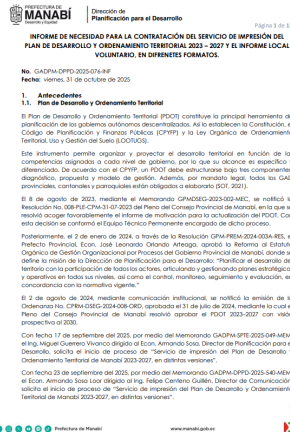 PREFECTURA DE
MANABÍ
Dirección de
Planificación para el Desarrollo
Página 1 de 1
INFORME DE NECESIDAD PARA LA CONTRATACIÓN DEL SERVICIO DE IMPRESIÓN DEL
PLAN DE DESARROLLO Y ORDENAMIENTO TERRITORIAL 2023 – 2027 Y EL INFORME LOCAL
VOLUNTARIO, EN DIFRENETES FORMATOS.
No. GADPM-DPPD-2025-076-INF
Fecha: viernes, 31 de octubre de 2025
1. Antecedentes
1.1. Plan de Desarrollo y Ordenamiento Territorial
El Plan de Desarrollo y Ordenamiento Territorial (PDOT) constituye la principal herramienta de
planificación de los gobiernos autónomos descentralizados. Así lo establecen la Constitución, el
Código de Planificación y Finanzas Públicas (CPYFP) y la Ley Orgánica de Ordenamiento
Territorial, Uso y Gestión del Suelo (LOOTUGS).
Este instrumento permite organizar y proyectar el desarrollo territorial en función de las
competencias asignadas a cada nivel de gobierno, por lo que su alcance es específico
diferenciado. De acuerdo con el CPYFP, un PDOT debe estructurarse bajo tres componentes
diagnóstico, propuesta y modelo de gestión. Además, por mandato legal, todos los GAD
provinciales, cantonales y parroquiales están obligados a elaborarlo (SOT, 2021).
El 8 de agosto de 2023, mediante el Memorando GPMDSEG-2023-002-MEC, se notificó la
Resolución No. 008-PLE-CPM-31-07-2023 del Pleno del Consejo Provincial de Manabí, en la que se
resolvió acoger favorablemente el informe de motivación para la actualización del PDOT. Con
esta decisión se conformó el Equipo Técnico Permanente encargado de dicho proceso.
Posteriormente, el 2 de enero de 2024, a través de la Resolución GPM-PREM-2024-003A-RES, el
Prefecto Provincial, Econ. José Leonardo Orlando Arteaga, aprobó la Reforma al Estatuto
Orgánico de Gestión Organizacional por Procesos del Gobierno Provincial de Manabí, donde se
define la misión de la Dirección de Planificación para el Desarrollo: "Planificar el desarrollo del
territorio con la participación de todos los actores, articulando y gestionando planes estratégicos
y operativos en todos sus niveles, así como el control, monitoreo, seguimiento y evaluación, en
concordancia con la normativa vigente."
El 2 de agosto de 2024, mediante comunicación institucional, se notificó la emisión de la
Ordenanza No. CPEM-DSEG-2024-008-ORD, aprobada el 31 de julio de 2024, mediante la cual el
Pleno del Consejo Provincial de Manabí resolvió aprobar el PDOT 2023–2027 con visión
prospectiva al 2030.
Con fecha 17 de septiembre del 2025, por medio del Memorando GADPM-SPTE-2025-049-MEM
el Ing. Miguel Guerrero Vivanco dirigido al Econ. Armando Sosa, Director de Planificación para el
Desarrollo, solicita el inicio de proceso de "Servicio de impresión del Plan de Desarrollo y
Ordenamiento Territorial de Manabí 2023-2027, en distintas versiones".
Con fecha 23 de septiembre del 2025, por medio del Memorando GADPM-DPPD-2025-540-MEM
el Econ. Armando Sosa Loor dirigido al Ing. Felipe Centeno Guillén, Director de Comunicación
solicita el inicio de proceso de "Servicio de impresión del Plan de Desarrollo y Ordenamiento
Territorial de Manabí 2023-2027, en distintas versiones".
Prefectura de Manabí
www.manabi.gob.ec